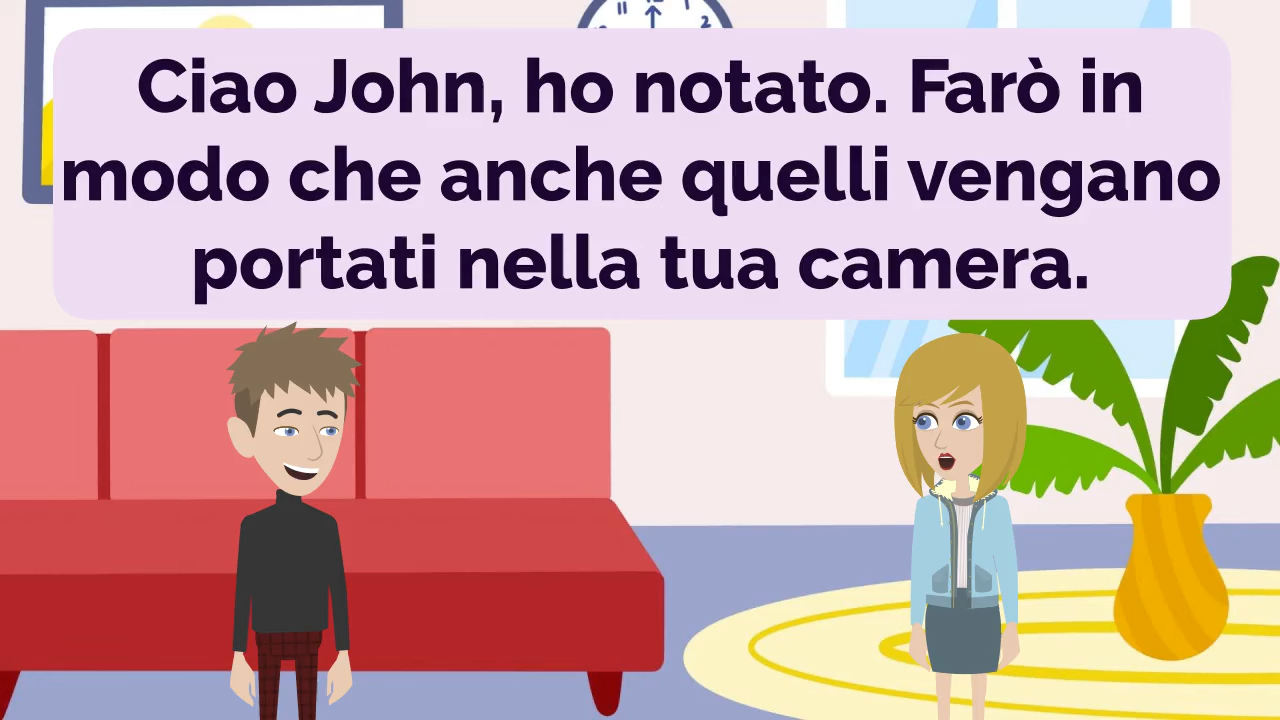 Ciao John, ho notato. Farò in
modo che anche quelli vengano
portati nella tua camera.